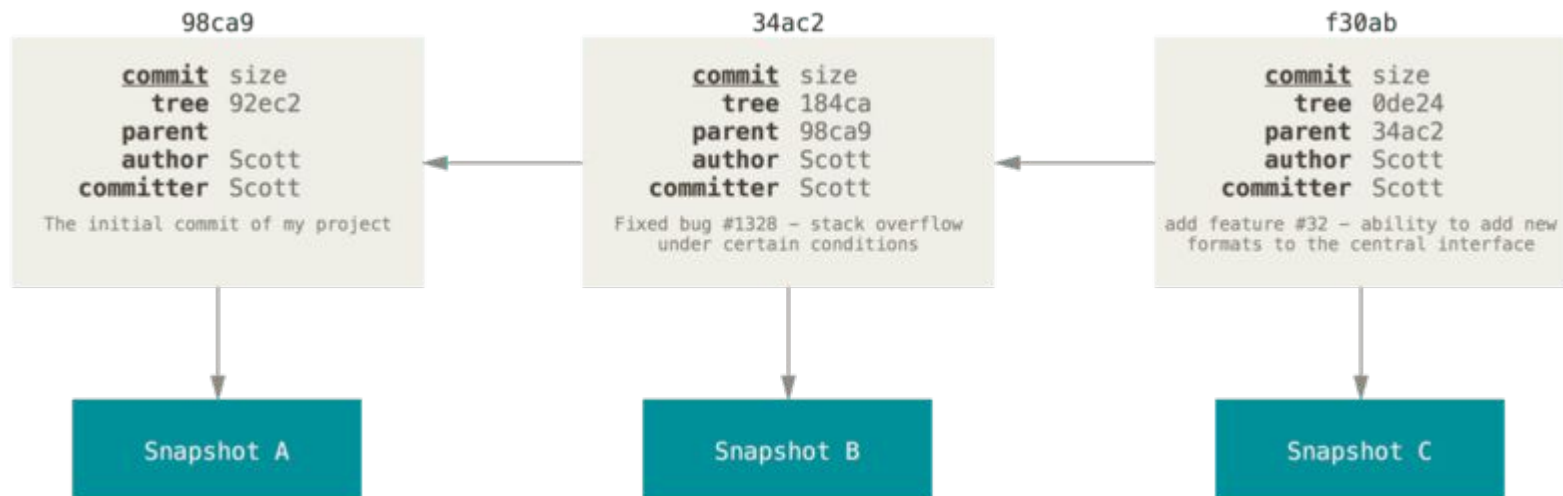 98ca9
commit size
tree 92ec2
parent
author Scott
committer Scott
The initial commit of my project
Snapshot A
34ac2
commit size
tree 184ca
parent 98ca9
author Scott
committer Scott
Fixed bug #1328 – stack overflow
under certain conditions
Snapshot B
f30ab
commit size
tree 0de24
parent 34ac2
author Scott
committer Scott
add feature #32 – ability to add new
formats to the central interface
Snapshot C